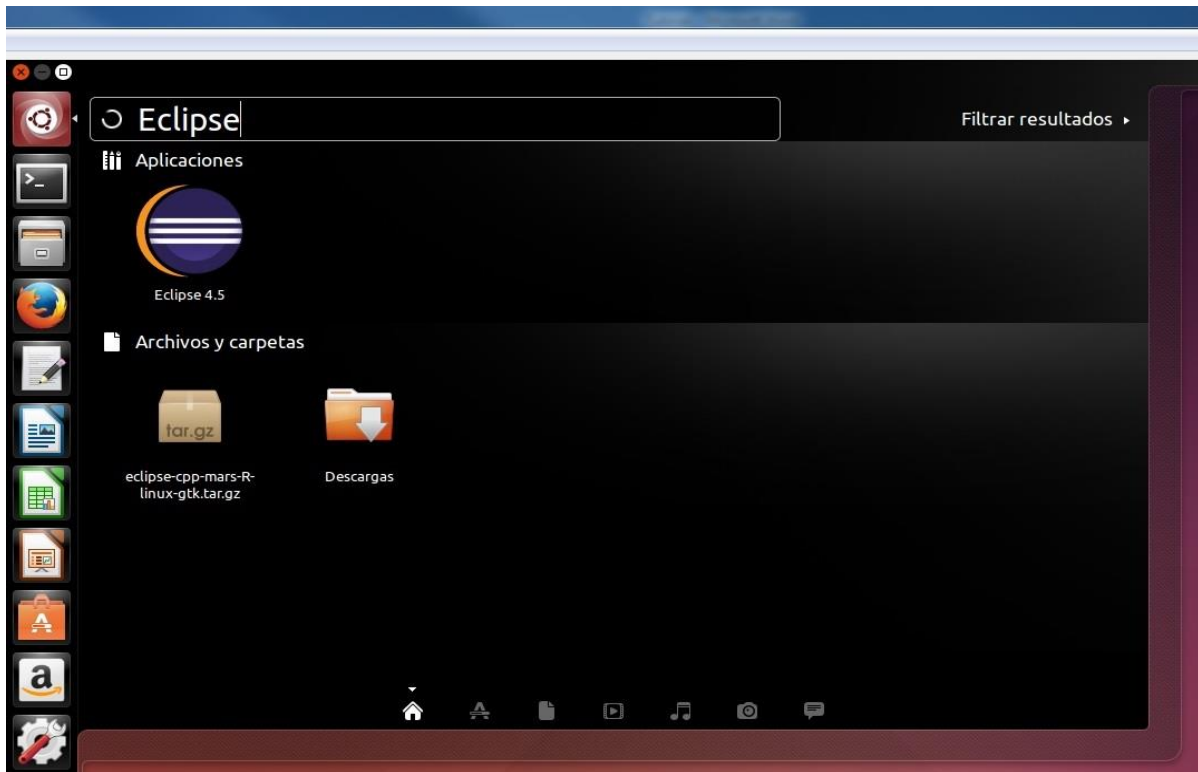 Eclipse
Filtrar resultados
Aplicaciones
Eclipse 4.5
Archivos y carpetas
tar.gz
eclipse-cpp-mars-R-
linux-gtk.tar.gz
Descargas